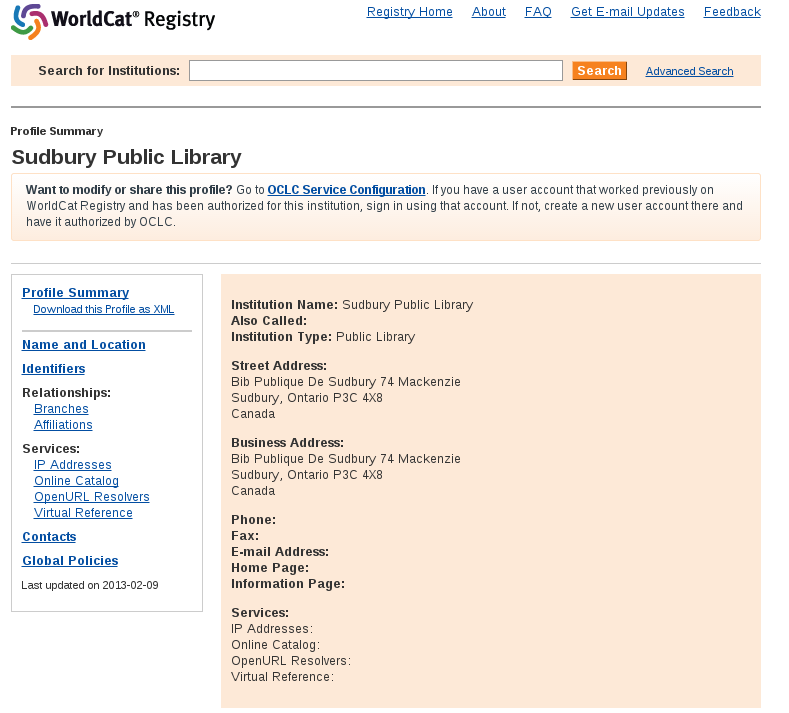 WorldCat® Registry
Registry Home About FAQ Get E-mail Updates Feedback
Search for Institutions: Search Advanced Search
Profile Summary
Sudbury Public Library
Want to modify or share this profile? Go to OCLC Service Configuration. If you have a user account that worked previously on
WorldCat Registry and has been authorized for this institution, sign in using that account. If not, create a new user account there and
have it authorized by OCLC.
Profile Summary
Download this Profile as XML
Name and Location
Identifiers
Relationships:
Branches
Affiliations
Services:
IP Addresses
Online Catalog
OpenURL Resolvers
Virtual Reference
Contacts
Global Policies
Last updated on 2013-02-09
Institution Name: Sudbury Public Library
Also Called:
Institution Type: Public Library
Street Address:
Bib Publique De Sudbury 74 Mackenzie
Sudbury, Ontario P3C 4X8
Canada
Business Address:
Bib Publique De Sudbury 74 Mackenzie
Sudbury, Ontario P3C 4X8
Canada
Phone:
Fax:
E-mail Address:
Home Page:
Information Page:
Services:
IP Addresses:
Online Catalog:
OpenURL Resolvers:
Virtual Reference: